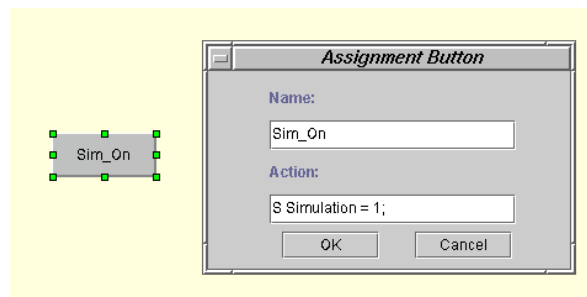 Assignment Button
Name:
Sim_On
Sim_On
Action:
S Simulation = 1;
OK Cancel